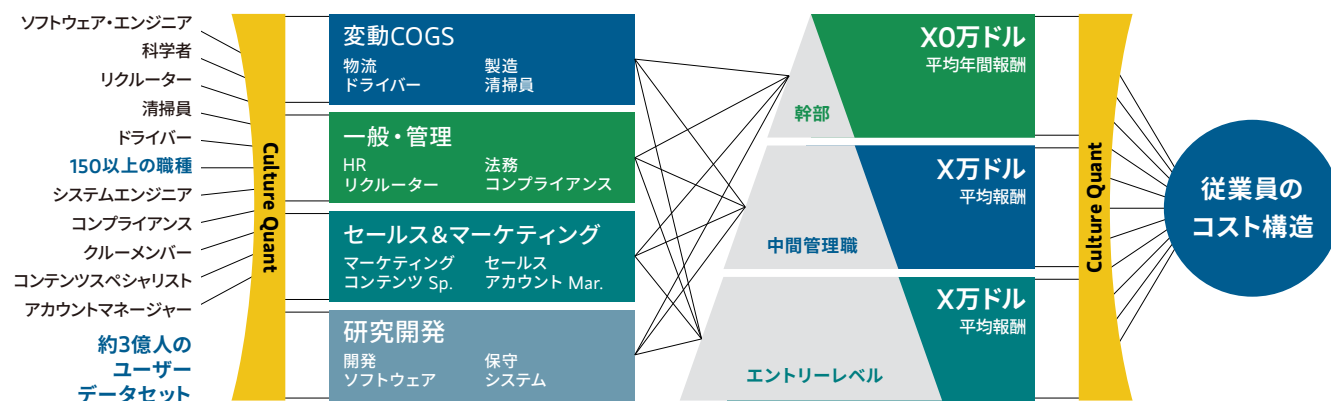 ソフトウェア・エンジニア
科学者
リクルーター
清掃員
ドライバー
150以上の職種
システムエンジニア
コンプライアンス
クルーメンバー
コンテンツスペシャリスト
アカウントマネージャー
約3億人の
ユーザー
データセット
Culture Quant
変動COGS
物流 製造
ドライバー 清掃員
一般・管理
HR 法務
リクルーター コンプライアンス
セールス&マーケティング
マーケティング セールス
コンテンツ Sp. アカウント Mar.
研究開発
開発 保守
ソフトウェア システム
X0万ドル
平均年間報酬
幹部
X万ドル
平均報酬
中間管理職
X万ドル
平均報酬
エントリーレベル
Culture Quant
従業員の
コスト構造